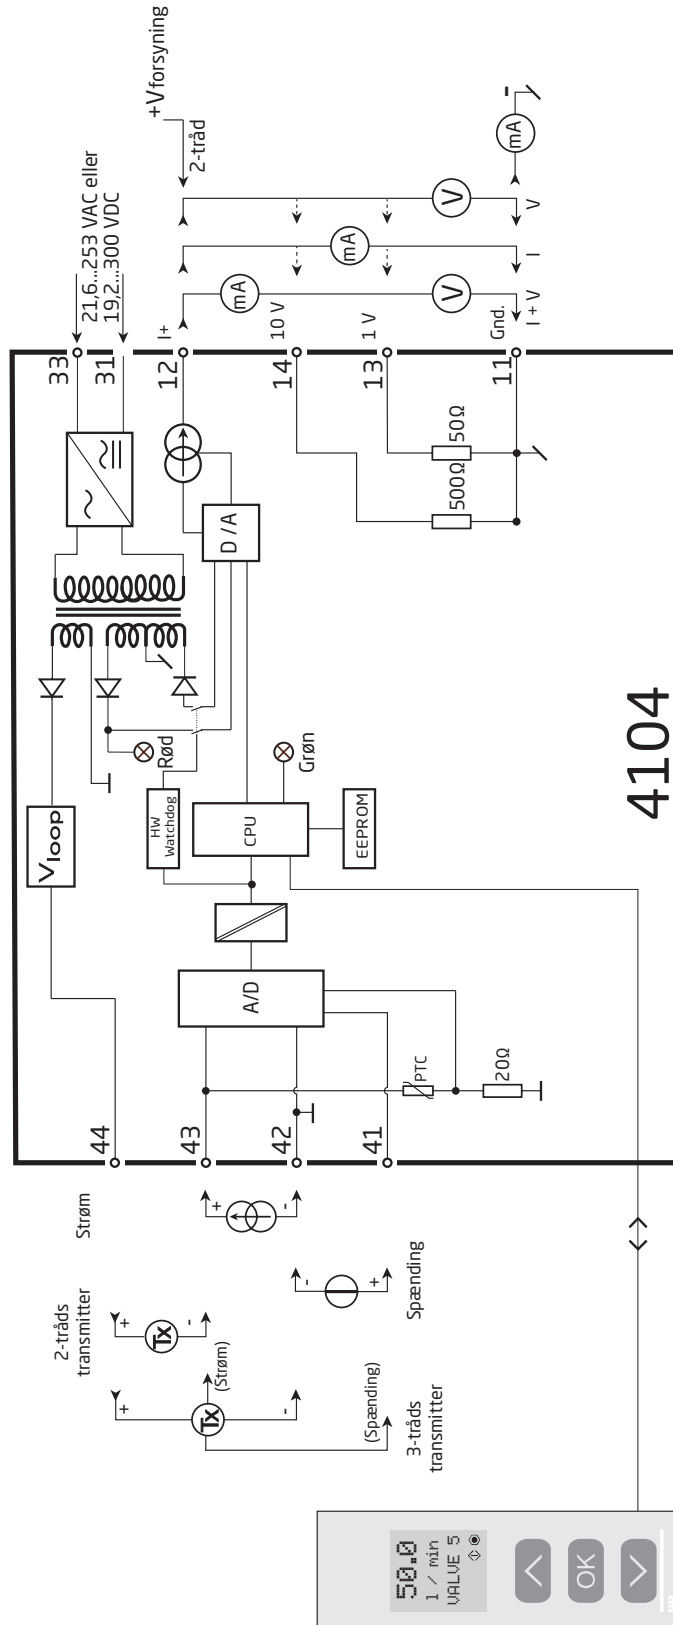 +Vforsyning
2-tråd
21,6...253 VAC eller
19,2...300 VDC
33
31
12
14
13
11
I+
10 V
1 V
Gnd.
mA
V
I + V
mA
I
V
V
mA
-
500Ω
50Ω
D / A
Rød
Grøn
Vloop
HW
Watchdog
CPU
EEPROM
A/D
PTC
20Ω
44
43
42
41
4104
Strøm
+
-
-
+
Spænding
2-tråds
transmitter
+
Tx
-
+
Tx
(Strøm)
-
(Spænding)
3-tråds
transmitter
50.0
l / min
VALVE 5
OK